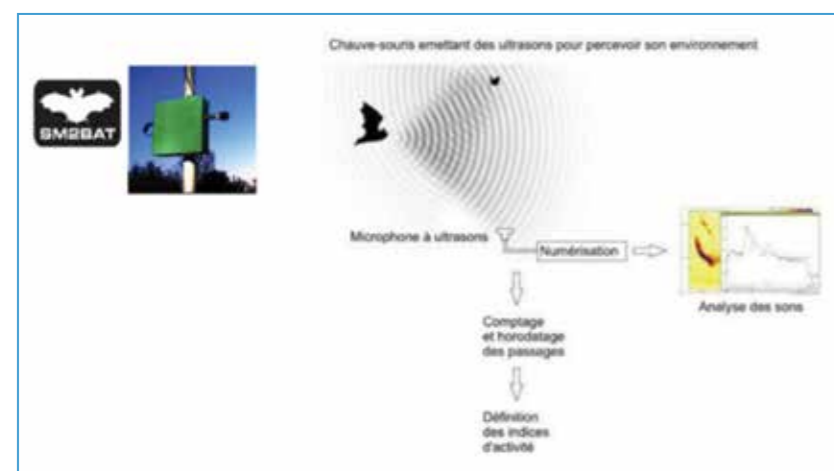 Chauve-souris emettant des ultrasons pour percevoir son environnement
SM2BAT
Microphone à ultrasons
Numérisation
Analyse des sons
Comptage
et horodatage
des passages
Définition
des indices
d'activité